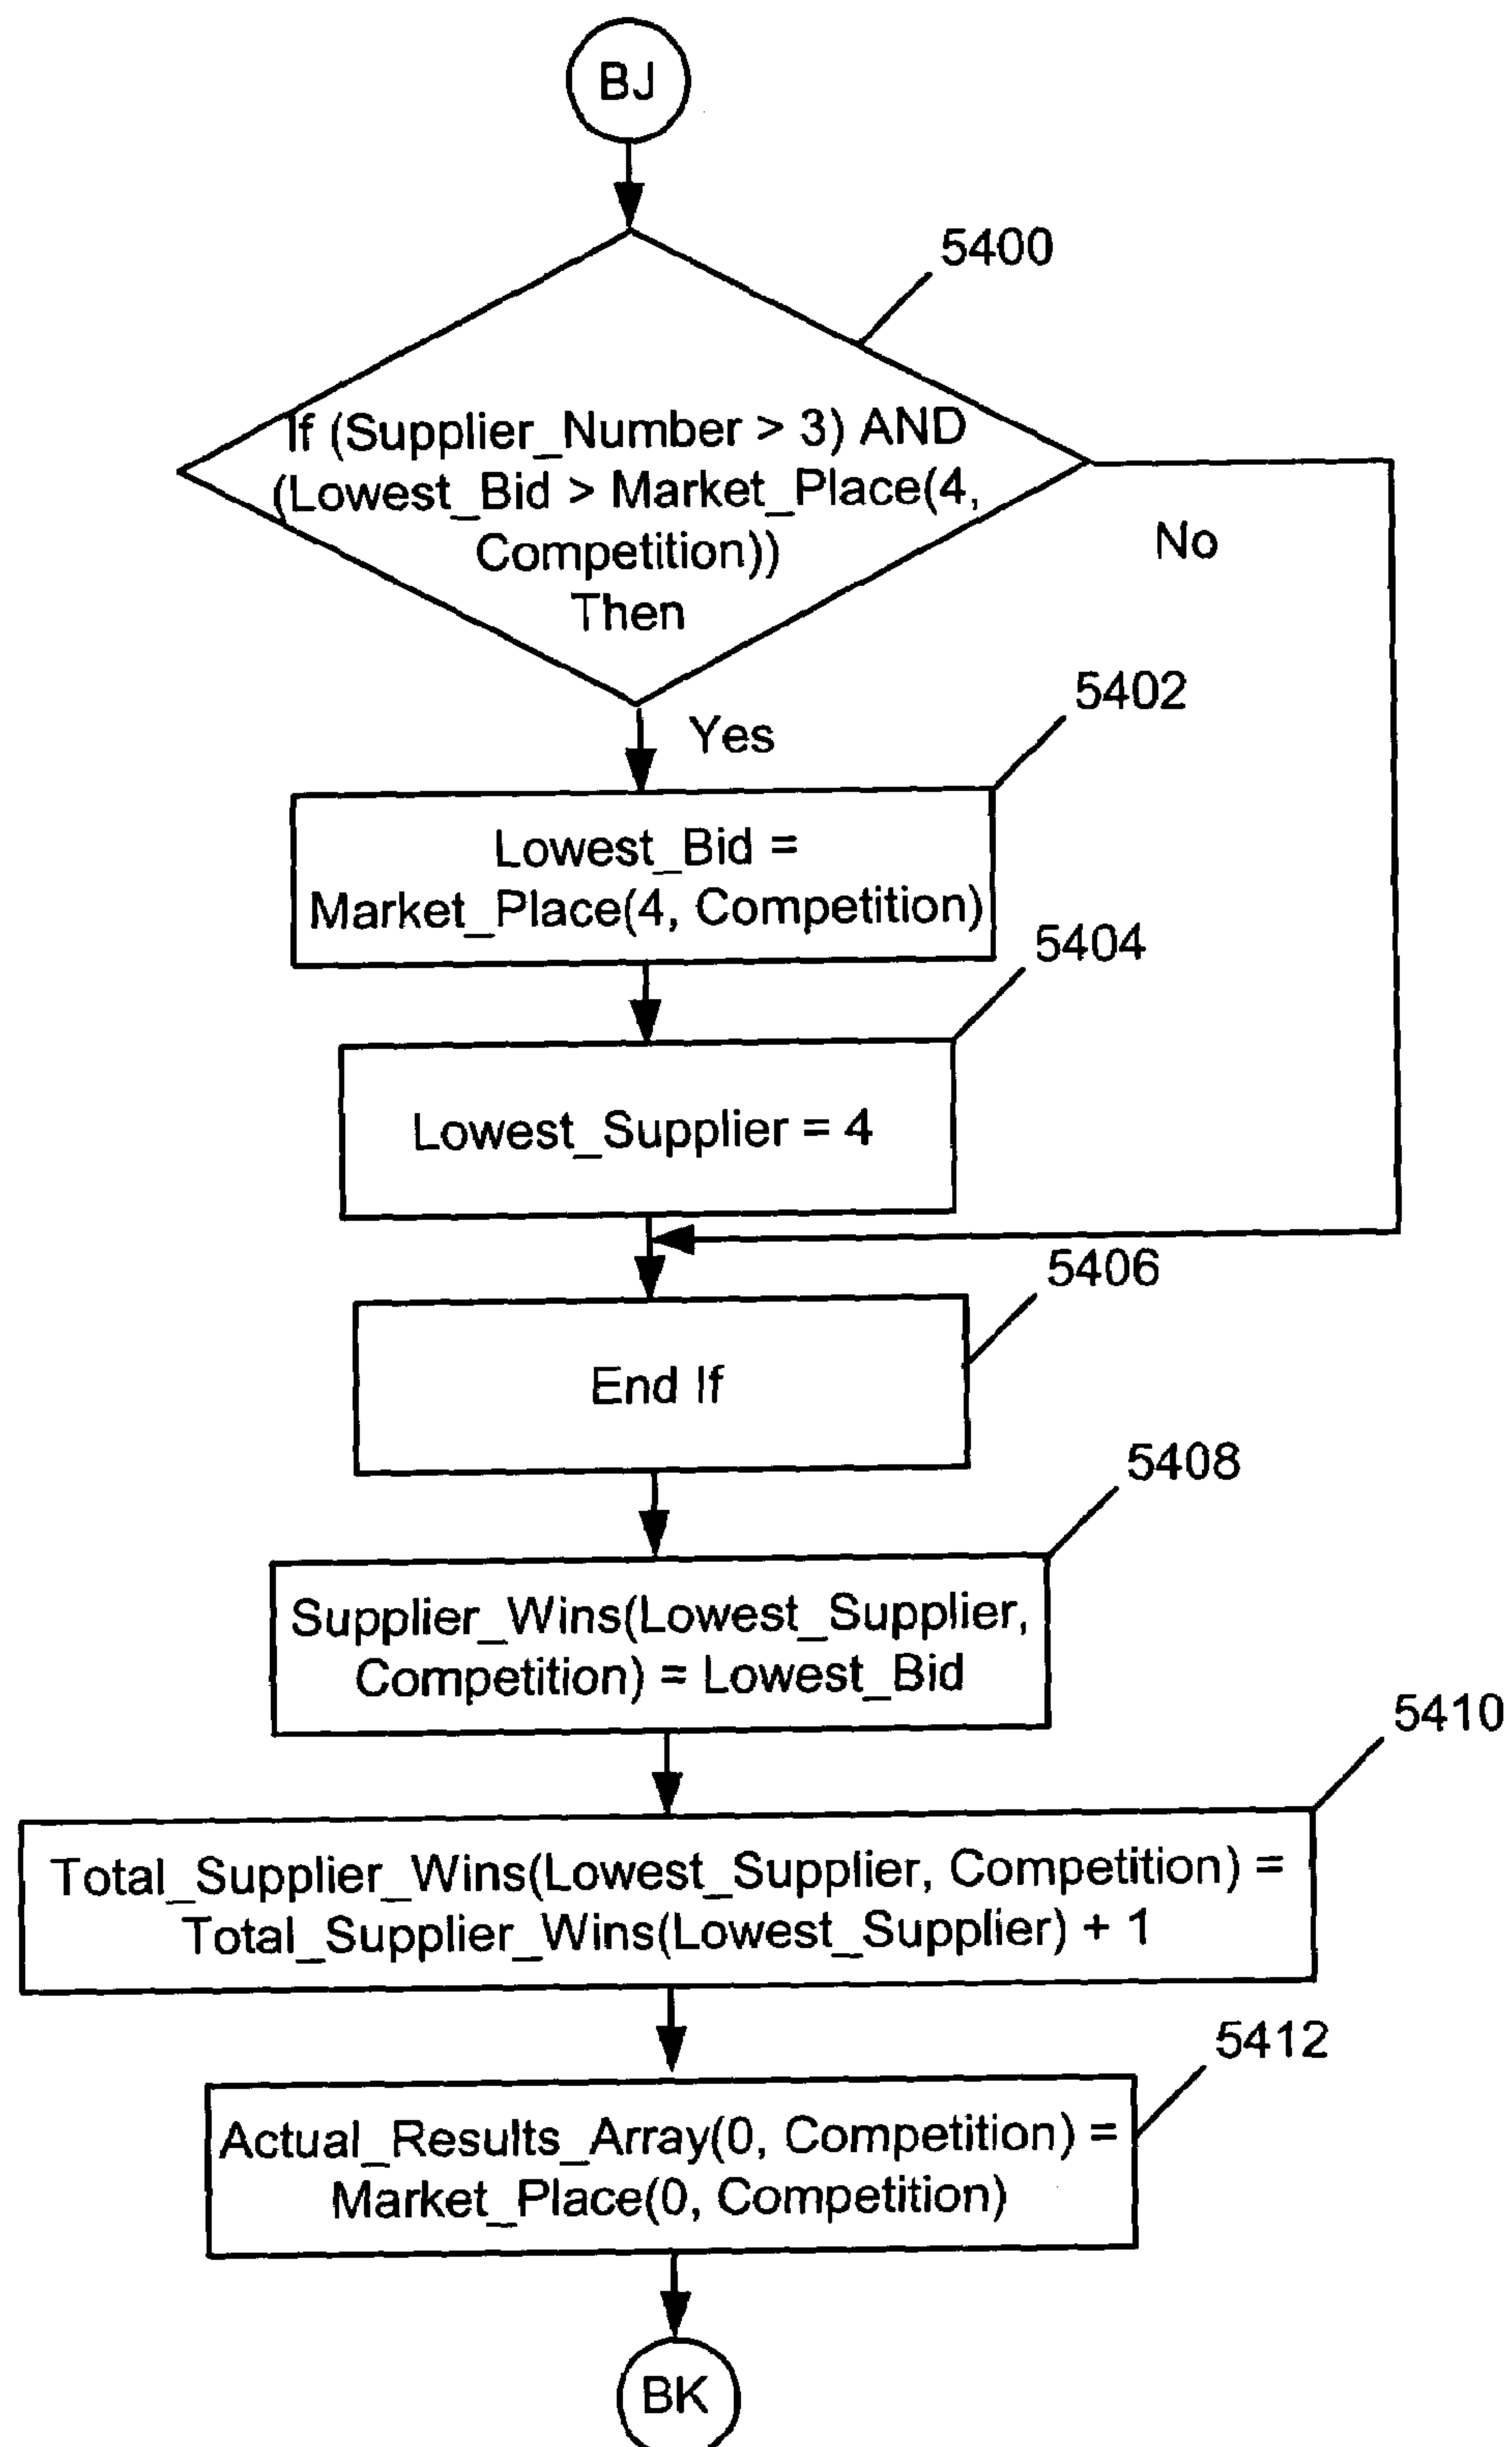 BJ
5400
If (Supplier_Number > 3) AND
(Lowest_Bid > Market_Place(4,
Competition))
Then
No
Yes
5402
Lowest_Bid =
Market_Place(4, Competition)
5404
Lowest_Supplier = 4
5406
End If
5408
Supplier_Wins(Lowest_Supplier,
Competition) = Lowest_Bid
5410
Total_Supplier_Wins(Lowest_Supplier, Competition) =
Total_Supplier_Wins(Lowest_Supplier) + 1
5412
Actual_Results_Array(0, Competition) =
Market_Place(0, Competition)
BK